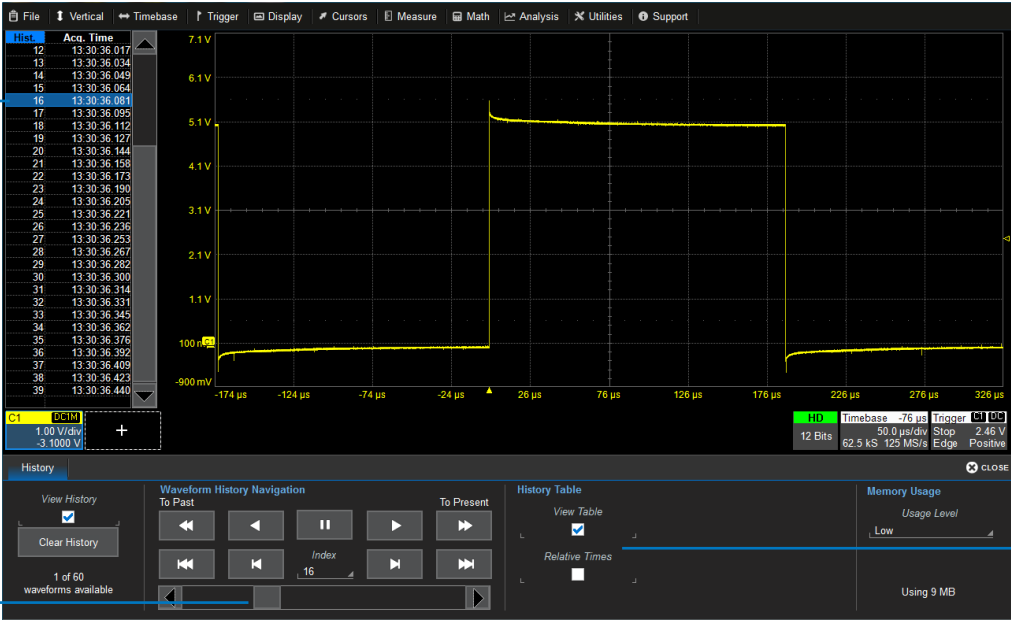 File Vertical Timebase Trigger Display Cursors Measure Math Analysis Utilities Support
Hist. Acq. Time
12 13:30:36.017
13 13:30:36.034
14 13:30:36.049
15 13:30:36.064
16 13:30:36.081
17 13:30:36.095
18 13:30:36.112
19 13:30:36.127
20 13:30:36.144
21 13:30:36.158
22 13:30:36.173
23 13:30:36.190
24 13:30:36.205
25 13:30:36.221
26 13:30:36.236
27 13:30:36.253
28 13:30:36.267
29 13:30:36.282
30 13:30:36.300
31 13:30:36.314
32 13:30:36.331
33 13:30:36.345
34 13:30:36.362
35 13:30:36.376
36 13:30:36.392
37 13:30:36.409
38 13:30:36.423
39 13:30:36.440
7.1 V
6.1 V
5.1 V
4.1 V
3.1 V
2.1 V
1.1 V
100 C1
-900 mV
-174 µs -124 µs -74 µs -24 µs 26 µs 76 µs 126 µs 176 µs 226 µs 276 µs 326 µs
C1 DC1M
1.00 V/div
-3.1000 V
+
HD
12 Bits
Timebase -76 µs
50.0 µs/div
62.5 kS 125 MS/s
Trigger C1 DC
Stop 2.46 V
Edge Positive
History
CLOSE
View History
Clear History
1 of 60
waveforms available
Waveform History Navigation
To Past To Present
Index
16
History Table
View Table
Relative Times
Memory Usage
Usage Level
Low
Using 9 MB